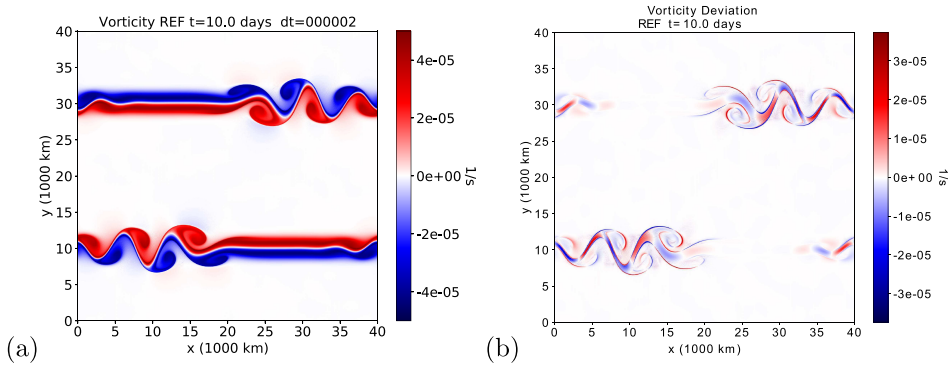 Vorticity REF t=10.0 days dt=000002
40
35
30
25
20
15
10
5
0
y (1000 km)
0 5 10 15 20 25 30 35 40
x (1000 km)
4e-05
2e-05
0e+00
-2e-05
-4e-05
1/s
(a)
Vorticity Deviation
REF t=10.0 days
40
35
30
25
20
15
10
5
0
y (1000 km)
0 5 10 15 20 25 30 35 40
x (1000 km)
3e-05
2e-05
1e-05
0e+00
-1e-05
-2e-05
-3e-05
1/s
(b)